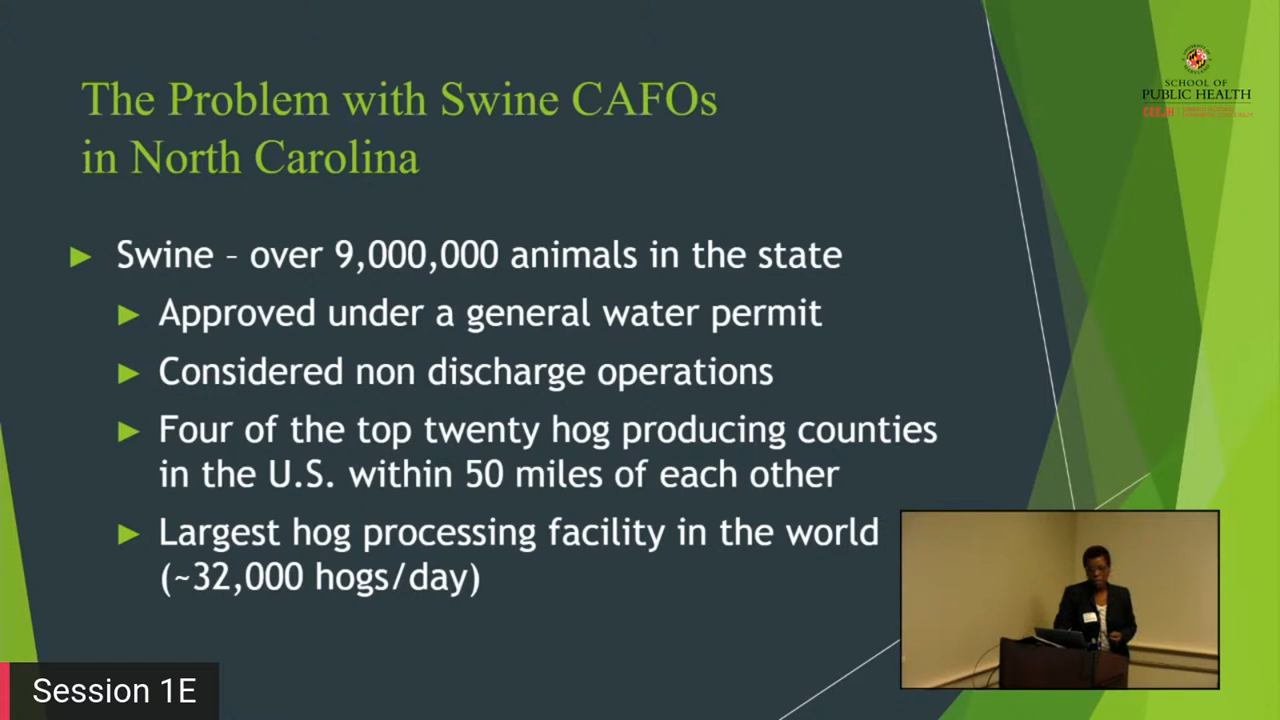 The Problem with Swine CAFOs
in North Carolina
SCHOOL OF
PUBLIC HEALTH
CEEJH
► Swine – over 9,000,000 animals in the state
► Approved under a general water permit
► Considered non discharge operations
► Four of the top twenty hog producing counties
in the U.S. within 50 miles of each other
► Largest hog processing facility in the world
(~32,000 hogs/day)
Session 1E